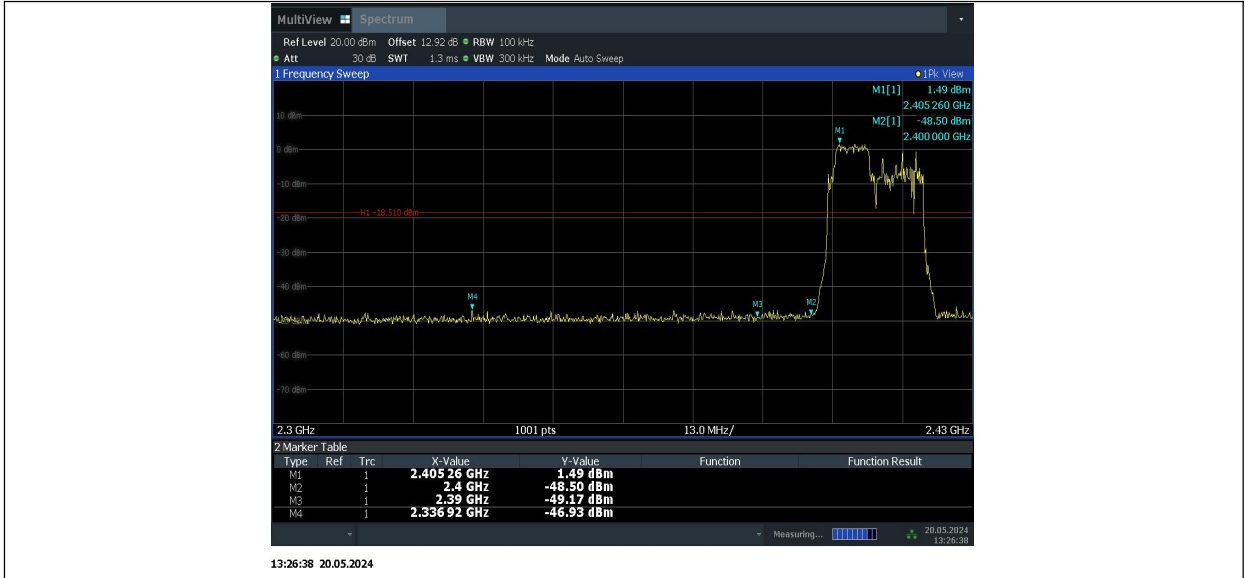 MultiView Spectrum
Ref Level 20.00 dBm Offset 12.92 dB RBW 100 kHz
Att 30 dB SWT 1.3 ms VBW 300 kHz Mode Auto Sweep
1 Frequency Sweep 1Pk View
M1[1] 1.49 dBm
2.405 260 GHz
10 dBm M2[1] -48.50 dBm
M1 2.400 000 GHz
0 dBm
-10 dBm
H1 -18.510 dBm
-20 dBm
-30 dBm
-40 dBm
M4 M3 M2
-60 dBm
-70 dBm
2.3 GHz 1001 pts 13.0 MHz/ 2.43 GHz
2 Marker Table
Type Ref Trc X-Value Y-Value Function Function Result
M1 1 2.405 26 GHz 1.49 dBm
M2 1 2.4 GHz -48.50 dBm
M3 1 2.39 GHz -49.17 dBm
M4 1 2.336 92 GHz -46.93 dBm
Measuring... 20.05.2024
13:26:38
13:26:38 20.05.2024